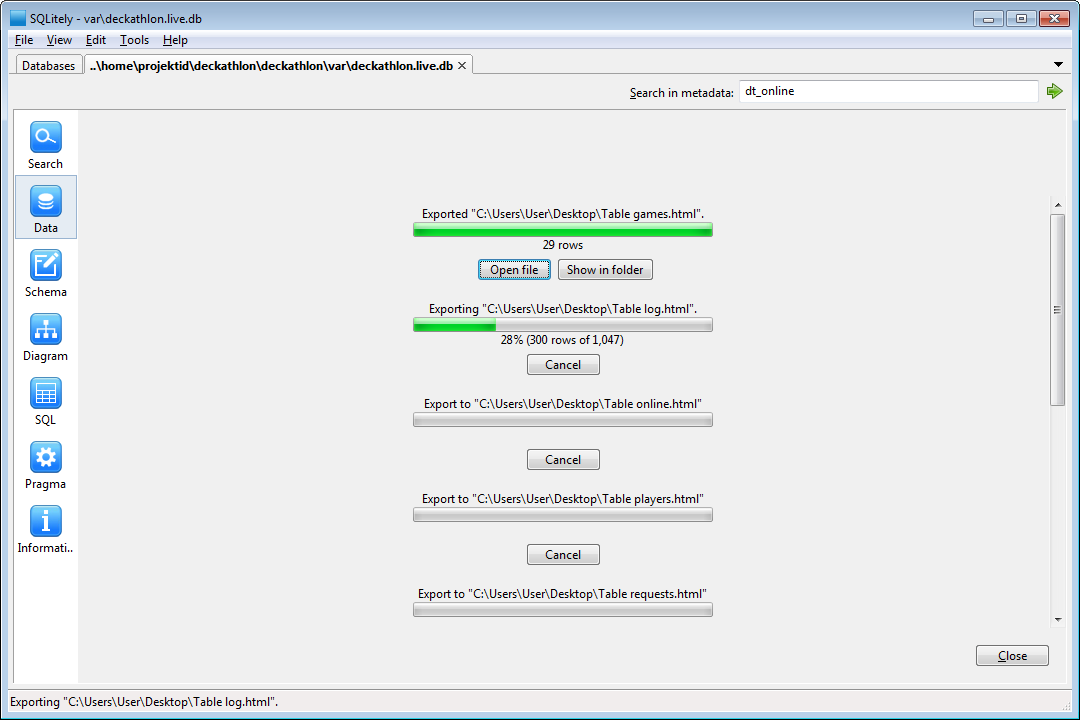 SQLitely - var\deckathlon.live.db
File View Edit Tools Help
Databases ..\home\projektid\deckathlon\deckathlon\var\deckathlon.live.db
Search in metadata: dt_online
Search
Data
Schema
Diagram
SQL
Pragma
Informati..
Exported "C:\Users\User\Desktop\Table games.html".
29 rows
Open file Show in folder
Exporting "C:\Users\User\Desktop\Table log.html".
28% (300 rows of 1,047)
Cancel
Export to "C:\Users\User\Desktop\Table online.html"
Cancel
Export to "C:\Users\User\Desktop\Table players.html"
Cancel
Export to "C:\Users\User\Desktop\Table requests.html"
Close
Exporting "C:\Users\User\Desktop\Table log.html".